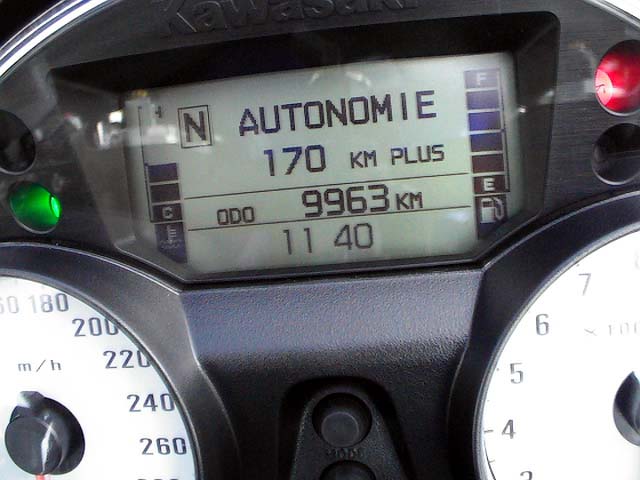 Kawasaki
H F
N AUTONOMIE
170 KM PLUS
C ODO 9963 KM E
11 40
180
200
220
m/h
240
260
7
6
5
4
MODE